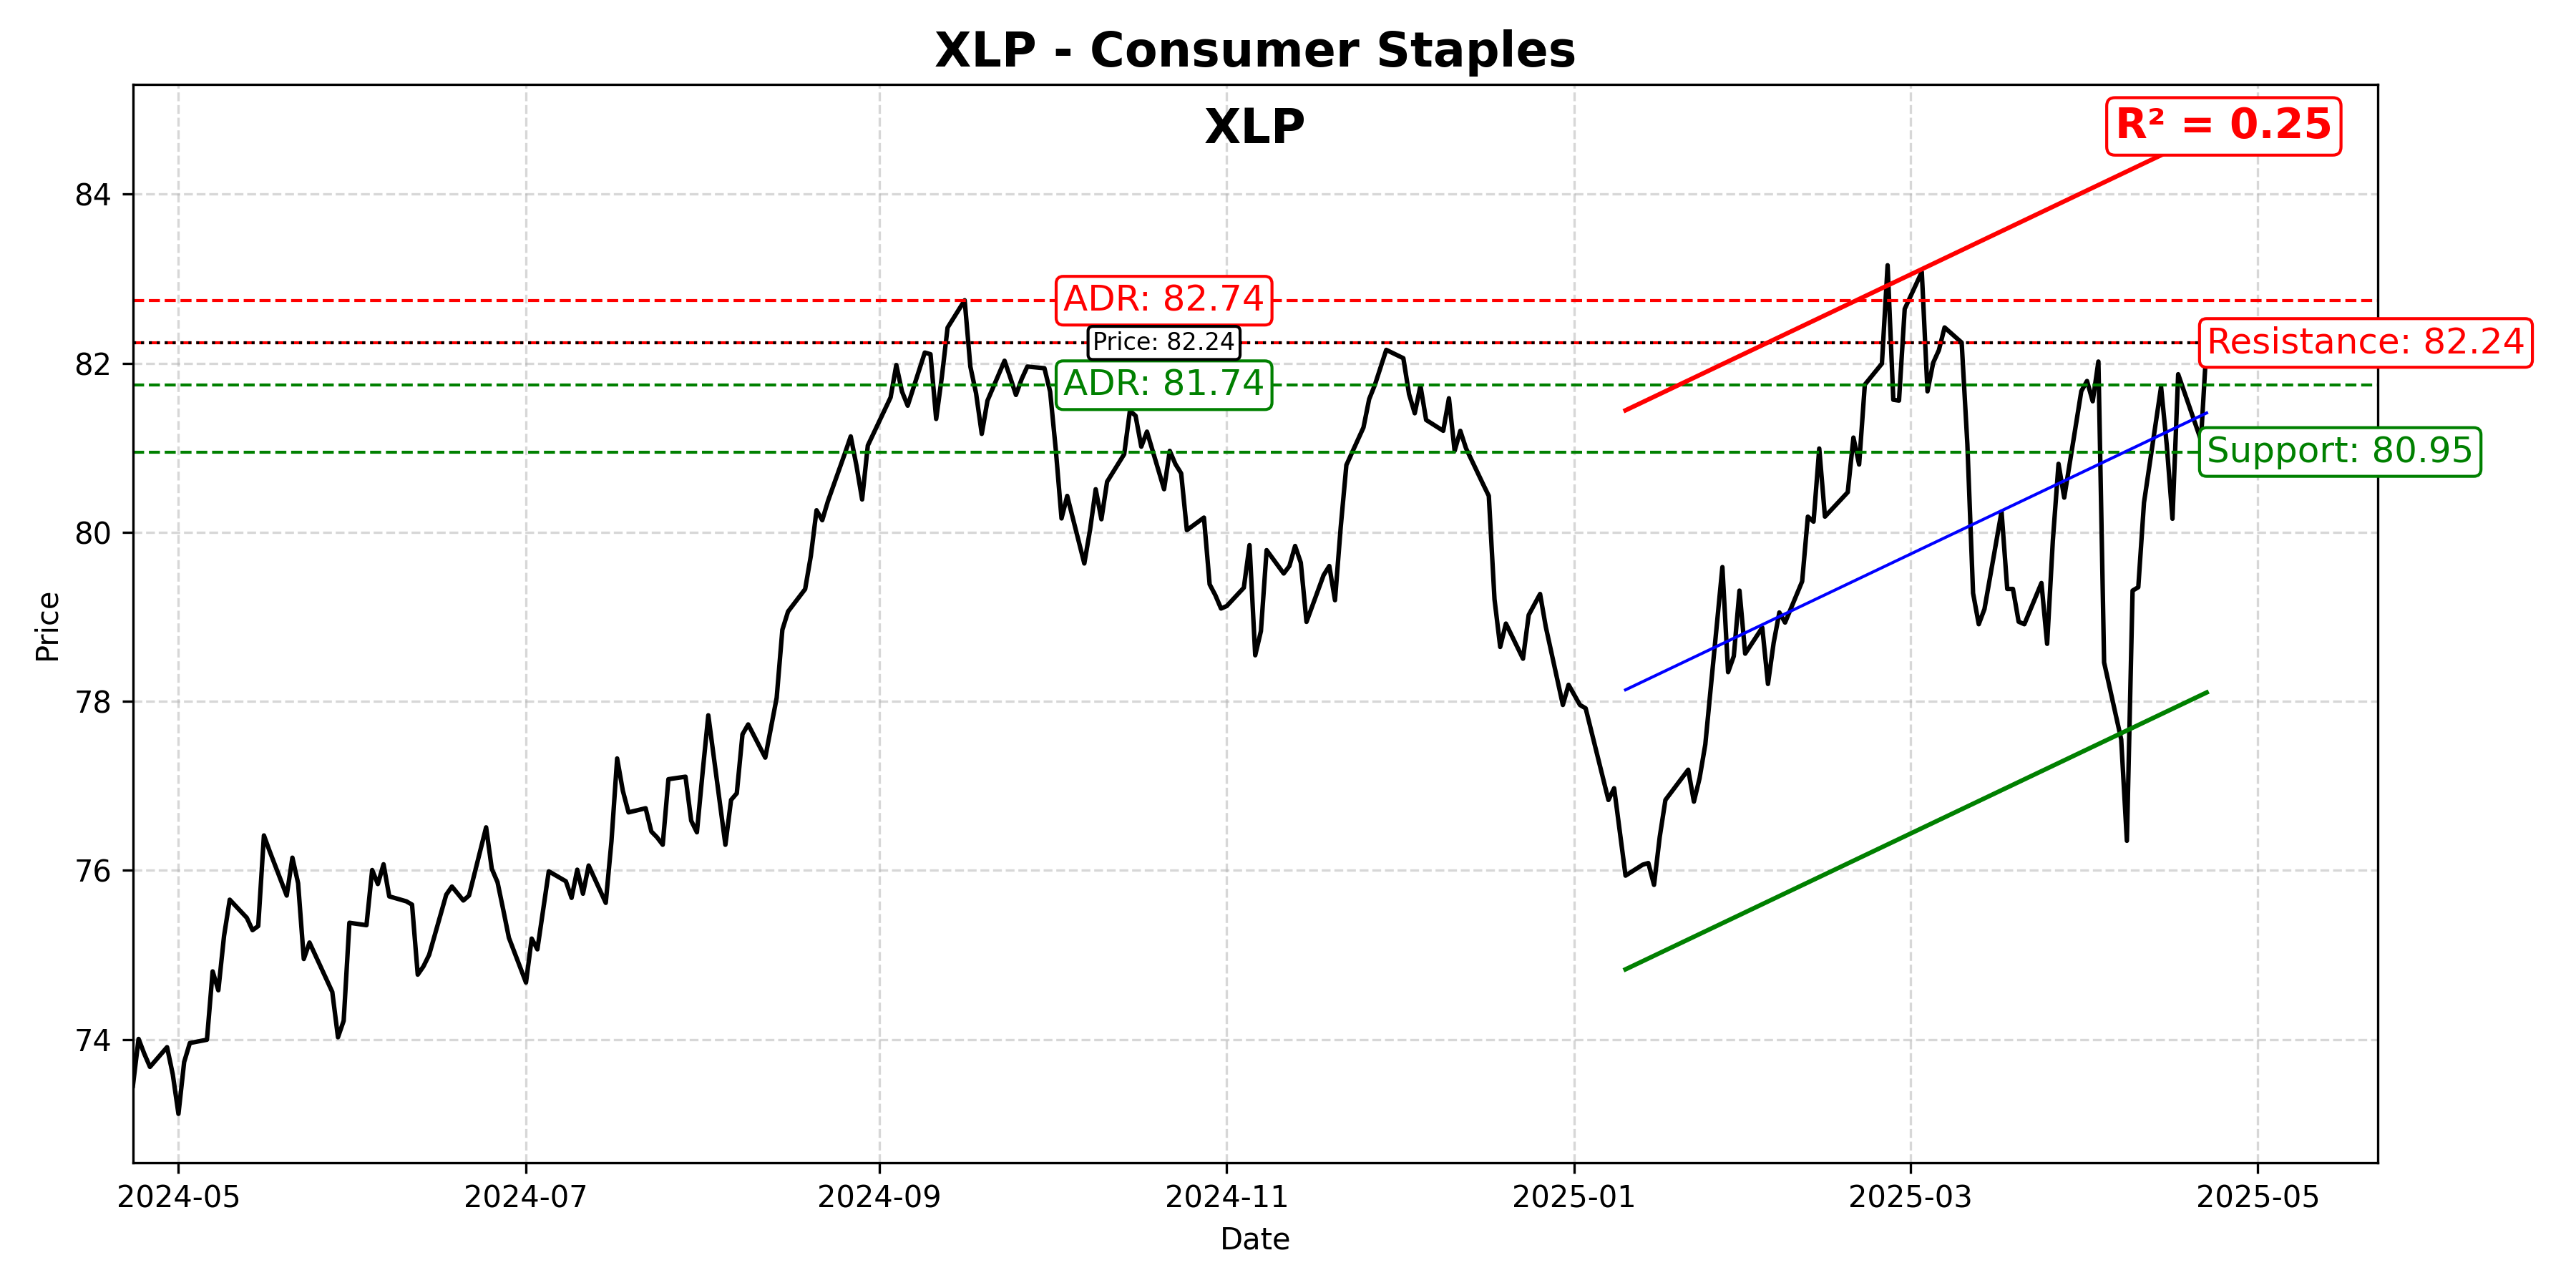 XLP - Consumer Staples
XLP
R² = 0.25
84
ADR: 82.74
Price: 82.24
Resistance: 82.24
82
ADR: 81.74
Support: 80.95
80
78
76
74
Price
2024-05
2024-07
2024-09
2024-11
2025-01
2025-03
2025-05
Date